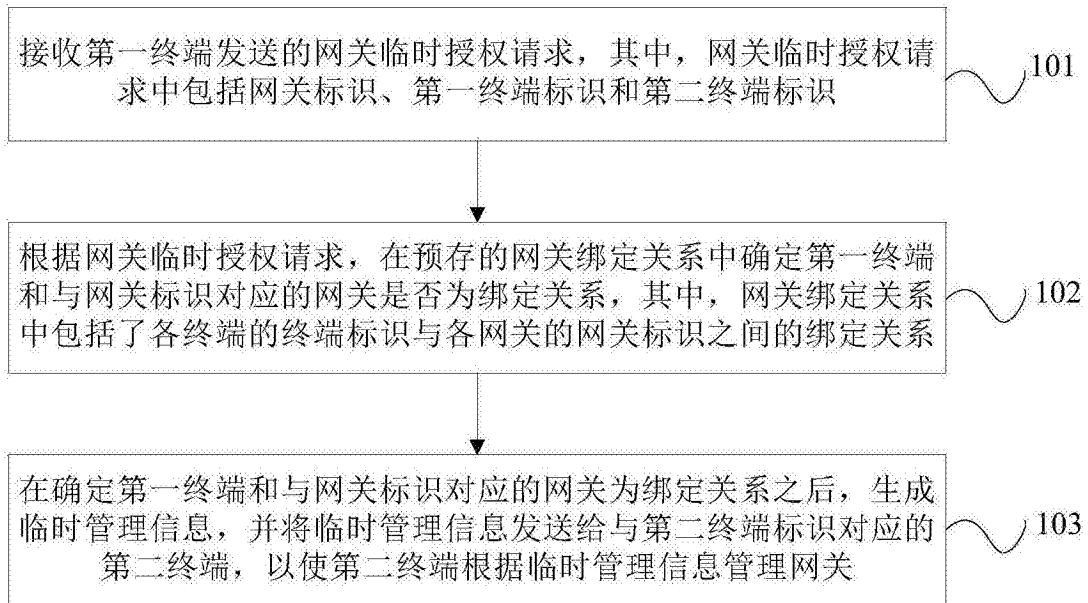 接收第一终端发送的网关临时授权请求，其中，网关临时授权请
求中包括网关标识、第一终端标识和第二终端标识
101
根据网关临时授权请求，在预存的网关绑定关系中确定第一终端
和与网关标识对应的网关是否为绑定关系，其中，网关绑定关系
中包括了各终端的终端标识与各网关的网关标识之间的绑定关系
102
在确定第一终端和与网关标识对应的网关为绑定关系之后，生成
临时管理信息，并将临时管理信息发送给与第二终端标识对应的
第二终端，以使第二终端根据临时管理信息管理网关
103